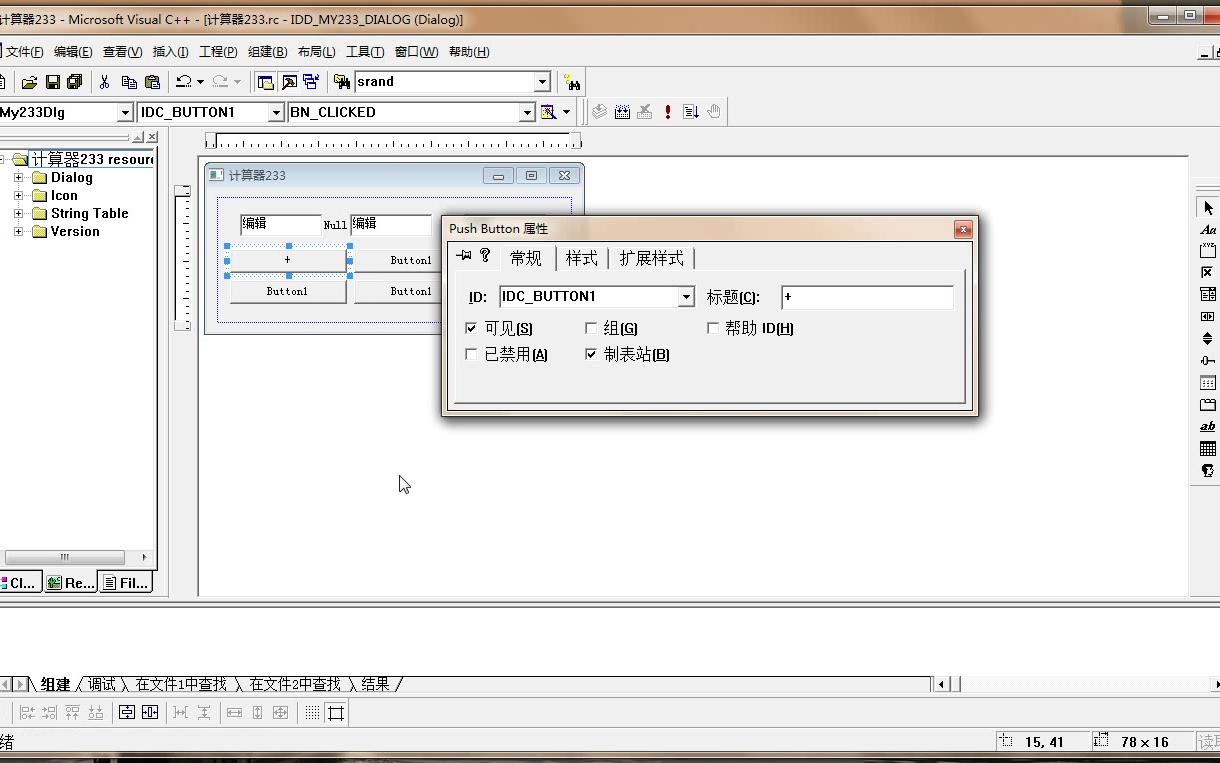 计算器233 - Microsoft Visual C++ - [计算器233.rc - IDD_MY233_DIALOG (Dialog)]
文件(F) 编辑(E) 查看(V) 插入(I) 工程(P) 组建(B) 布局(L) 工具(T) 窗口(W) 帮助(H)
srand
My233Dlg IDC_BUTTON1 BN_CLICKED
计算器233 resour
Dialog
Icon
String Table
Version
Cl... Re... Fil...
计算器233
编辑 Null 编辑
+ Button1
Button1 Button1
Push Button 属性
常规 样式 扩展样式
ID: IDC_BUTTON1 标题(C): +
可见(S) 组(G) 帮助 ID(H)
已禁用(A) 制表站(B)
Aa
ab
组建 调试 在文件1中查找 在文件2中查找 结果
绪 15, 41 78 × 16 读